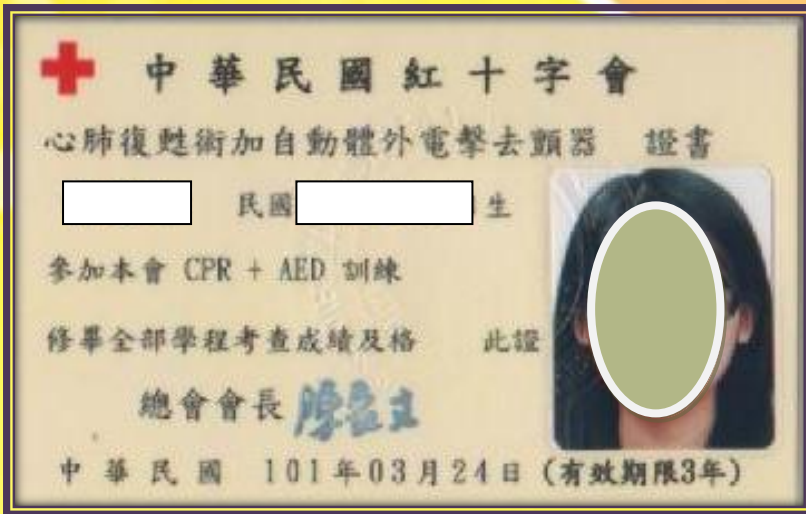 中華民國紅十字會
心肺復甦術加自動體外電擊去顫器 證書
民國 生
參加本會 CPR + AED 訓練
修畢全部學程考查成績及格 此證
總會會長
中華民國 101年03月24日(有效期限3年)